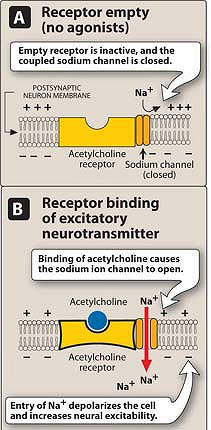 A
Receptor empty
(no agonists)
Empty receptor is inactive, and the
coupled sodium channel is closed.
POSTSYNAPTIC
NEURON MEMBRANE
Na+
+ + +
+++
– – –
– –
Acetylcholine
receptor
Sodium channel
(closed)
B
Receptor binding
of excitatory
neurotransmitter
Binding of acetylcholine causes
the sodium ion channel to open.
Acetylcholine
Na+
+ +
+ +
– –
– –
Acetylcholine
receptor
Na+
Na+
Entry of Na+ depolarizes the cell
and increases neural excitability.